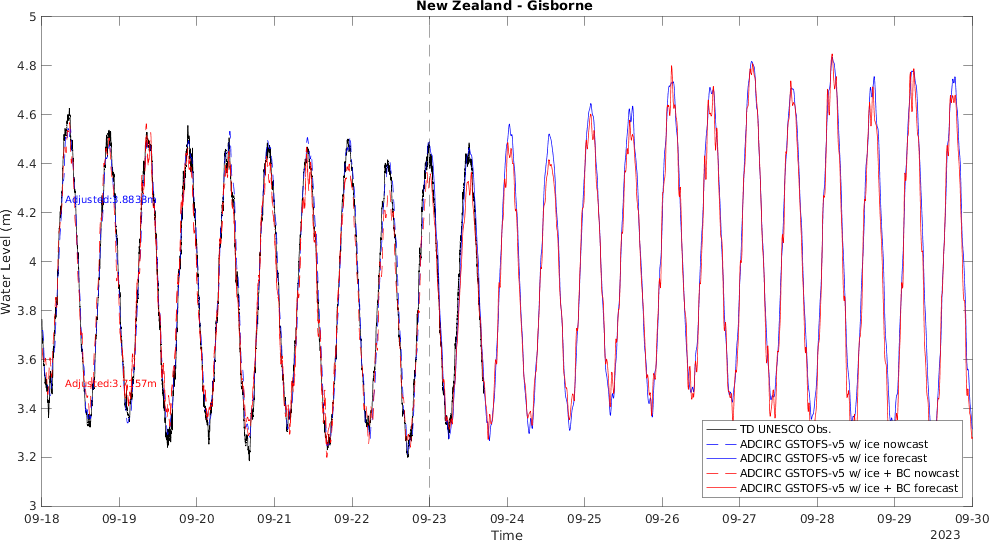 New Zealand - Gisborne
5
4.8
4.6
4.4
4.2
4
3.8
3.6
3.4
3.2
3
Water Level (m)
Adjusted:3.8833m
TD UNESCO Obs.
ADCIRC GSTOFS-v5 w/ ice nowcast
ADCIRC GSTOFS-v5 w/ ice forecast
ADCIRC GSTOFS-v5 w/ ice + BC nowcast
ADCIRC GSTOFS-v5 w/ ice + BC forecast
09-18 09-19 09-20 09-21 09-22 09-23 09-24 09-25 09-26 09-27 09-28 09-29 09-30
Time
2023